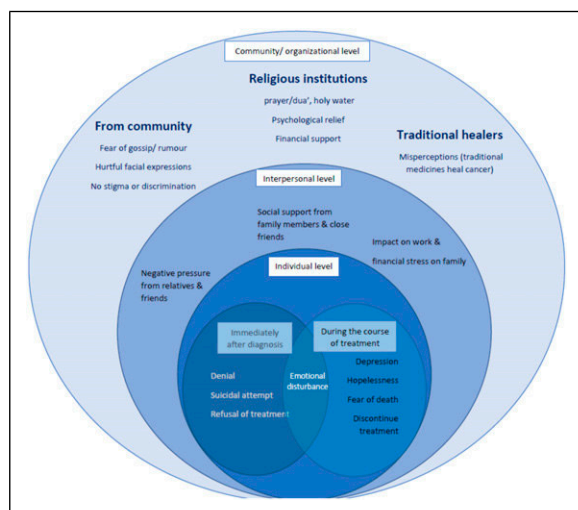 Community/ organizational level
Religious institutions
prayer/dua', holy water
Psychological relief
Financial support
From community
Fear of gossip/ rumour
Hurtful facial expressions
No stigma or discrimination
Traditional healers
Misperceptions (traditional
medicines heal cancer)
Interpersonal level
Social support from
family members & close
friends
Impact on work &
financial stress on family
Negative pressure
from relatives &
friends
Individual level
Immediately
after diagnosis
Denial
Suicidal attempt
Refusal of treatment
Emotional
disturbance
During the course
of treatment
Depression
Hopelessness
Fear of death
Discontinue
treatment